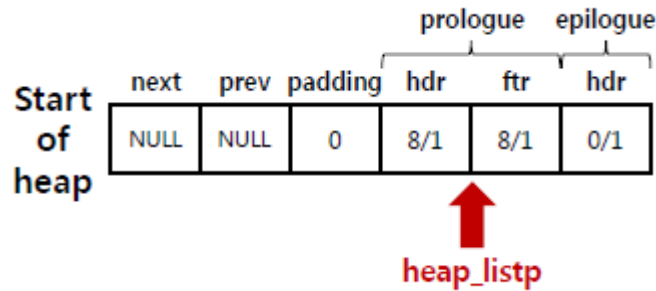 prologue epilogue
next prev padding hdr ftr hdr
Start
of
heap
NULL NULL 0 8/1 8/1 0/1
heap_listp